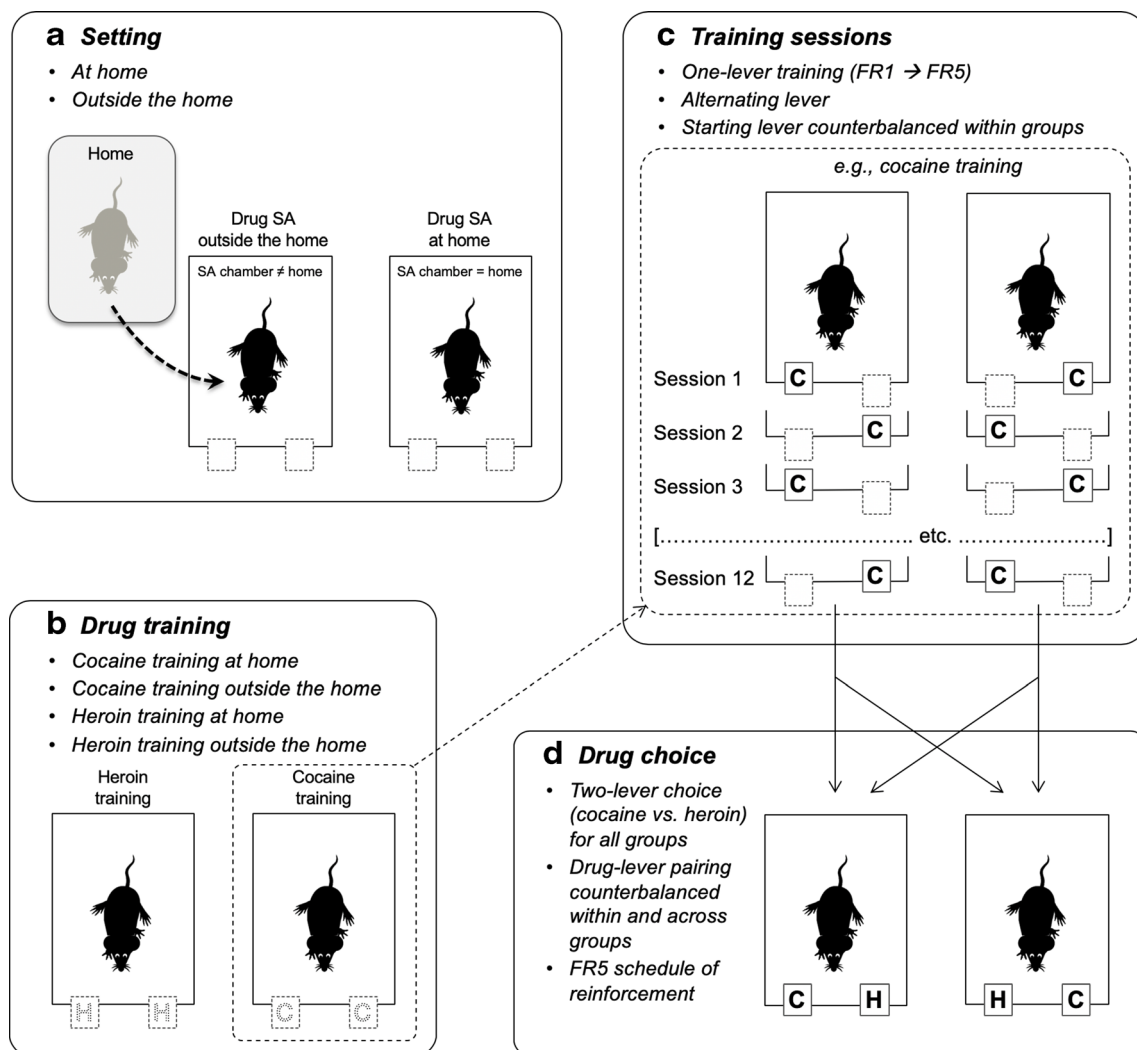 a Setting
• At home
• Outside the home
Home
Drug SA
outside the home
SA chamber ≠ home
Drug SA
at home
SA chamber = home
b Drug training
• Cocaine training at home
• Cocaine training outside the home
• Heroin training at home
• Heroin training outside the home
Heroin
training
H H
Cocaine
training
C C
c Training sessions
• One-lever training (FR1 → FR5)
• Alternating lever
• Starting lever counterbalanced within groups
e.g., cocaine training
Session 1 C C
Session 2 C C
Session 3 C C
[....................................... etc. ......................]
Session 12 C C
d Drug choice
• Two-lever choice
(cocaine vs. heroin)
for all groups
• Drug-lever pairing
counterbalanced
within and across
groups
• FR5 schedule of
reinforcement
C H H C